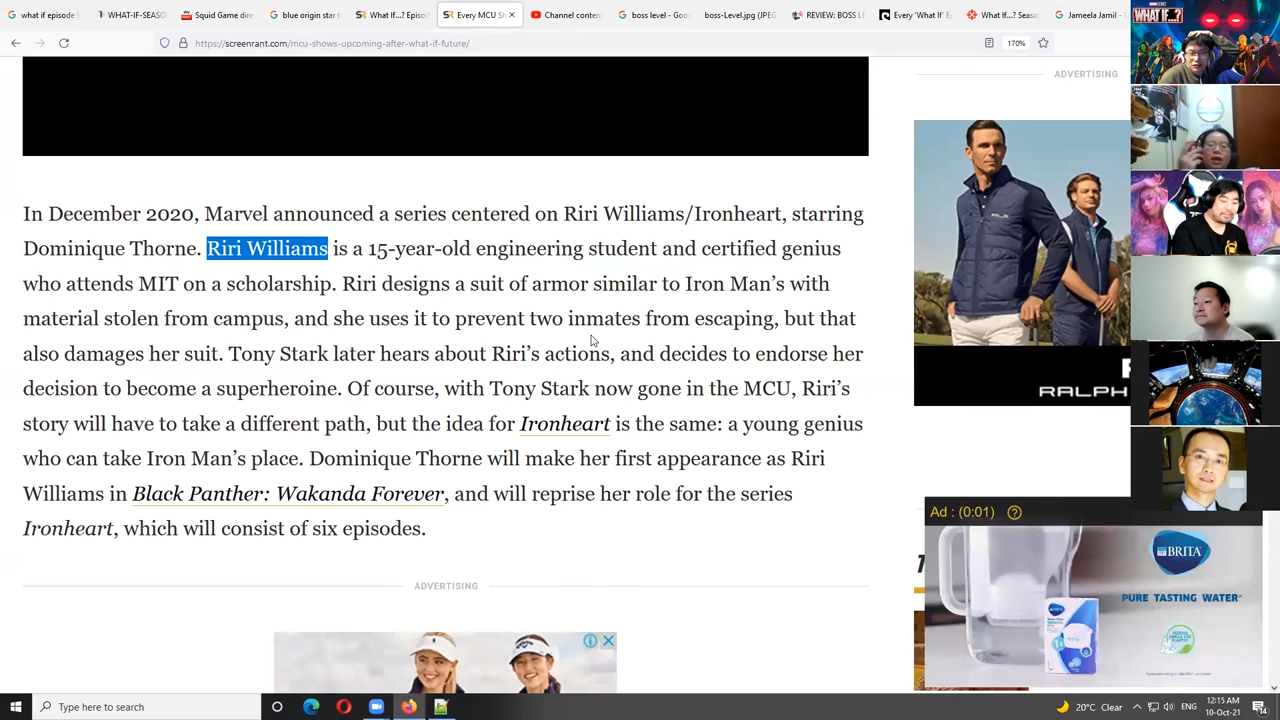 what if episode
WHAT-IF-SEASO
Squid Game dire
blue origin star t
What If...? Episod
Every MCU Sh
Channel conten
boss level - Goo
boss-Level.jpg (JPEG
REVIEW: BOSS LE
Every 'What If' Ep
What If...? Seaso
Jameela Jamil - G
https://screenrant.com/mcu-shows-upcoming-after-what-if-future/
170%
WHAT IF...?
ADVERTISING
In December 2020, Marvel announced a series centered on Riri Williams/Ironheart, starring
Dominique Thorne. Riri Williams is a 15-year-old engineering student and certified genius
who attends MIT on a scholarship. Riri designs a suit of armor similar to Iron Man's with
material stolen from campus, and she uses it to prevent two inmates from escaping, but that
also damages her suit. Tony Stark later hears about Riri's actions, and decides to endorse her
decision to become a superheroine. Of course, with Tony Stark now gone in the MCU, Riri's
story will have to take a different path, but the idea for Ironheart is the same: a young genius
who can take Iron Man's place. Dominique Thorne will make her first appearance as Riri
Williams in Black Panther: Wakanda Forever, and will reprise her role for the series
Ironheart, which will consist of six episodes.
ADVERTISING
RLX
RALPH
Ad : (0:01)
BRITA
PURE TASTING WATER
Type here to search
20°C Clear
ENG
12:15 AM
10-Oct-21
14